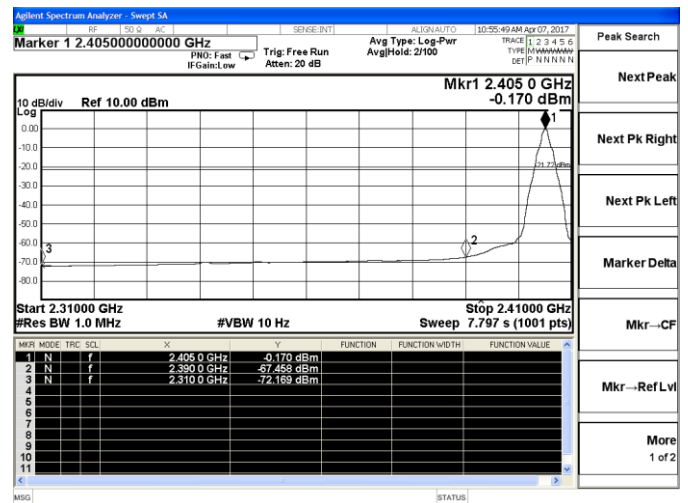 Agilent Spectrum Analyzer - Swept SA
RF 50 Ω AC SENSE:INT ALIGN AUTO 10:55:49 AM Apr 07, 2017
Marker 1 2.405000000000 GHz
PNO: Fast
IFGain:Low
Trig: Free Run
Atten: 20 dB
Avg Type: Log-Pwr
Avg|Hold: 2/100
TRACE 1 2 3 4 5 6
TYPE M
DET P N N N N N
Peak Search
Next Peak
Next Pk Right
Next Pk Left
Marker Delta
Mkr→CF
Mkr→Ref Lvl
More
1 of 2
Mkr1 2.405 0 GHz
-0.170 dBm
10 dB/div Ref 10.00 dBm
Log
1
0.00
-10.0
-20.0
-21.72 dBm
-30.0
-40.0
-50.0
-60.0
-70.0
-80.0
3
2
Start 2.31000 GHz Stop 2.41000 GHz
#Res BW 1.0 MHz #VBW 10 Hz Sweep 7.797 s (1001 pts)
MKR MODE TRC SCL X Y FUNCTION FUNCTION WIDTH FUNCTION VALUE
1 N f 2.405 0 GHz -0.170 dBm
2 N f 2.390 0 GHz -67.458 dBm
3 N f 2.310 0 GHz -72.169 dBm
4
5
6
7
8
9
10
11
MSG STATUS